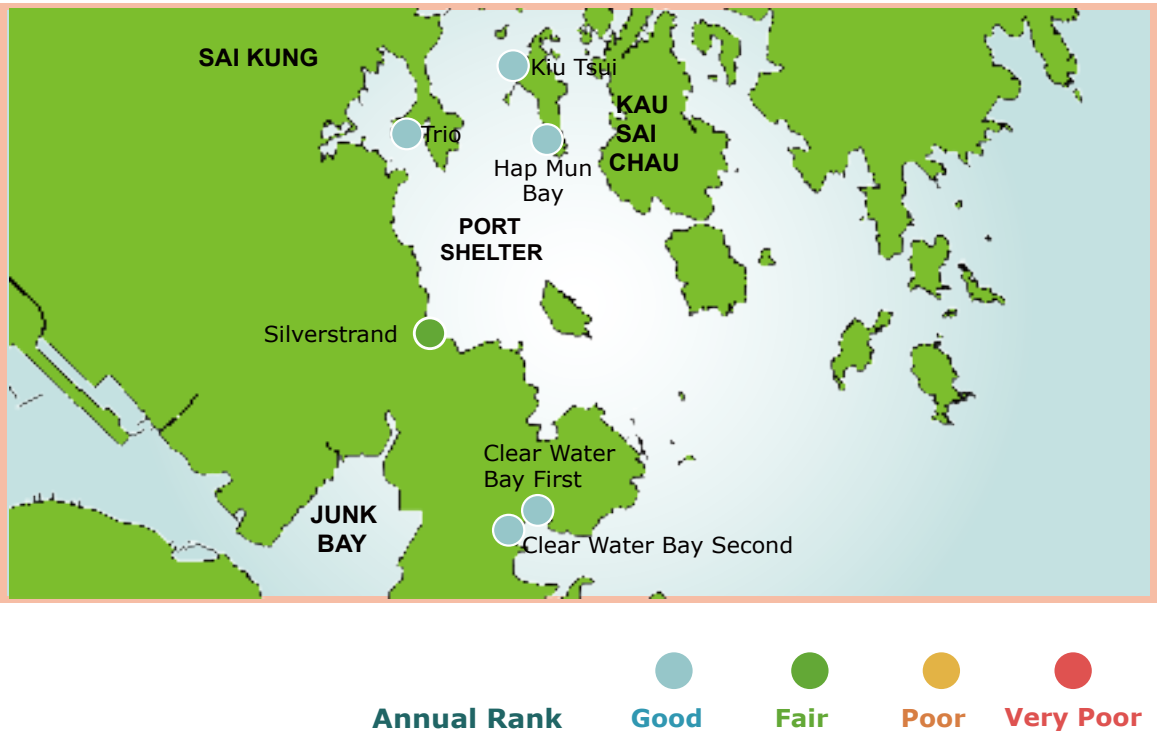 SAI KUNG
Kiu Tsui
KAU
SAI
CHAU
Trio
Hap Mun
Bay
PORT
SHELTER
Silverstrand
Clear Water
Bay First
JUNK
BAY
Clear Water Bay Second
Annual Rank
Good
Fair
Poor
Very Poor